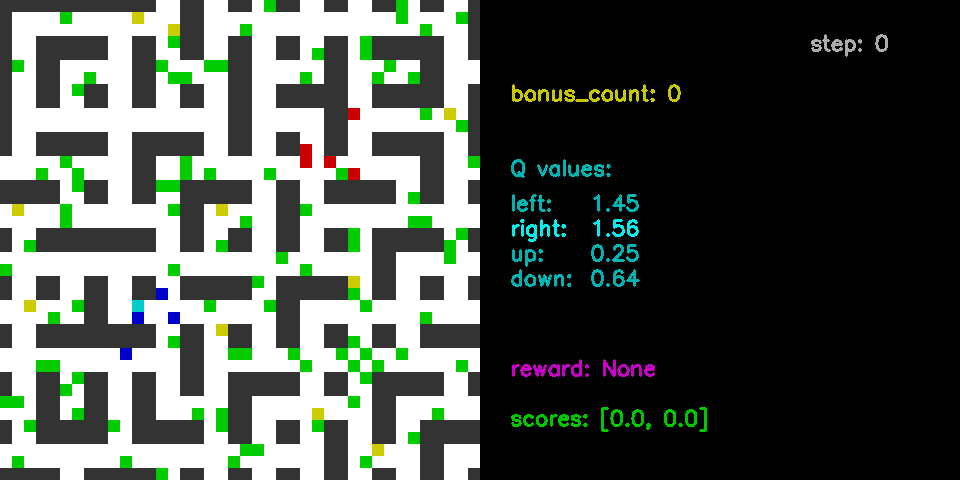 step: 0
bonus_count: 0
Q values:
left: 1.45
right: 1.56
up: 0.25
down: 0.64
reward: None
scores: [0.0, 0.0]